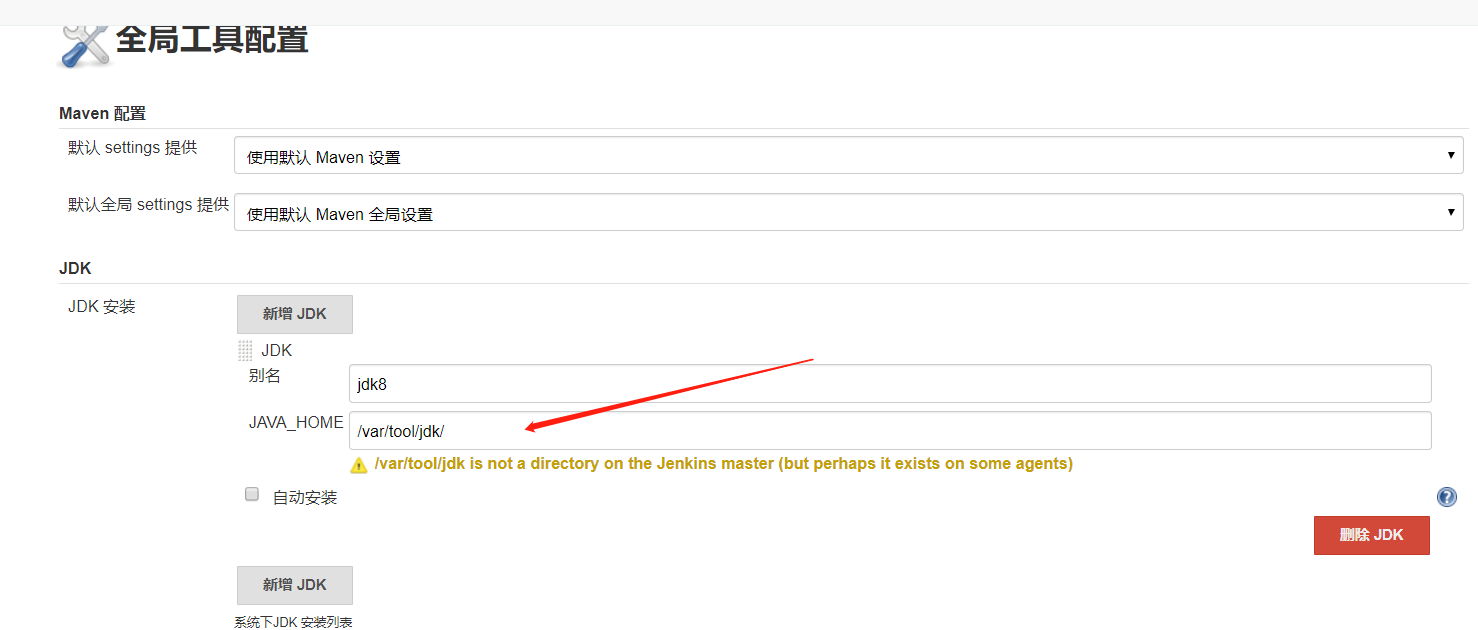 全局工具配置
Maven 配置
默认 settings 提供
使用默认 Maven 设置
默认全局 settings 提供
使用默认 Maven 全局设置
JDK
JDK 安装
新增 JDK
JDK
别名
jdk8
JAVA_HOME
/var/tool/jdk/
/var/tool/jdk is not a directory on the Jenkins master (but perhaps it exists on some agents)
自动安装
删除 JDK
新增 JDK
系统下JDK 安装列表